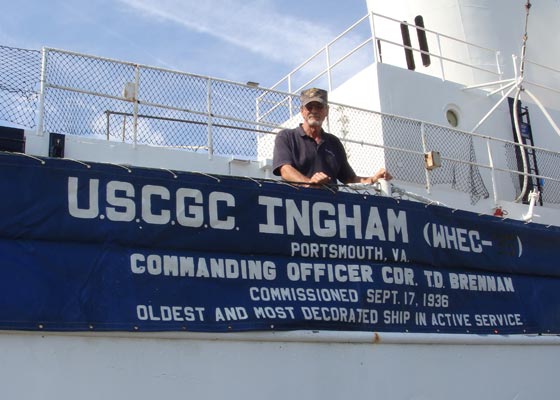 U.S.C.G.C. INGHAM (WHEC- )
PORTSMOUTH, VA.
COMMANDING OFFICER CDR. T.D. BRENNAN
COMMISSIONED SEPT. 17, 1936
OLDEST AND MOST DECORATED SHIP IN ACTIVE SERVICE